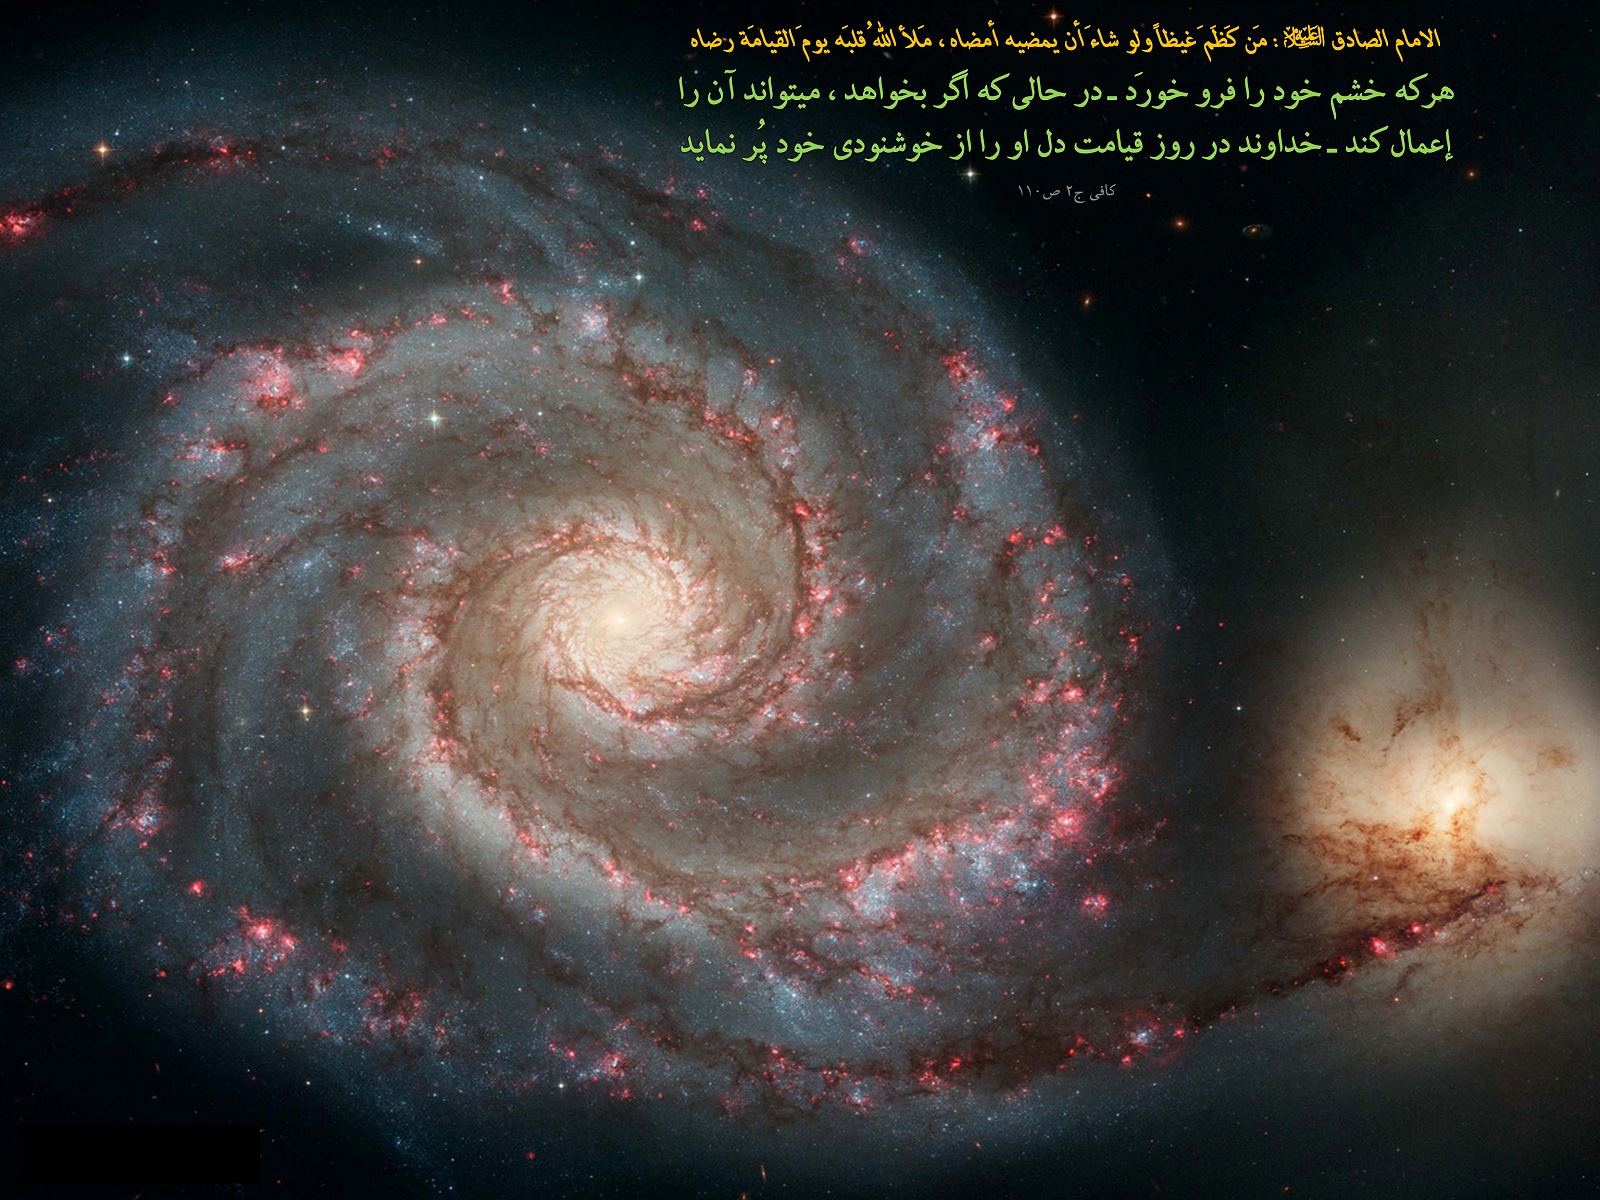 الامام الصادق علیه‌السلام : مَن كَظَمَ غيظاً ولو شاءَ أن يمضيه أمضاه ، مَلأ اللهُ قلبَه يومَ القيامَة رضاه
هرکه خشم خود را فرو خورَد ـ در حالی که اگر بخواهد ، میتواند آن را
إعمال کند ـ خداوند در روز قیامت دل او را از خوشنودی خود پُر نماید
کافی ج۲ ص۱۱۰